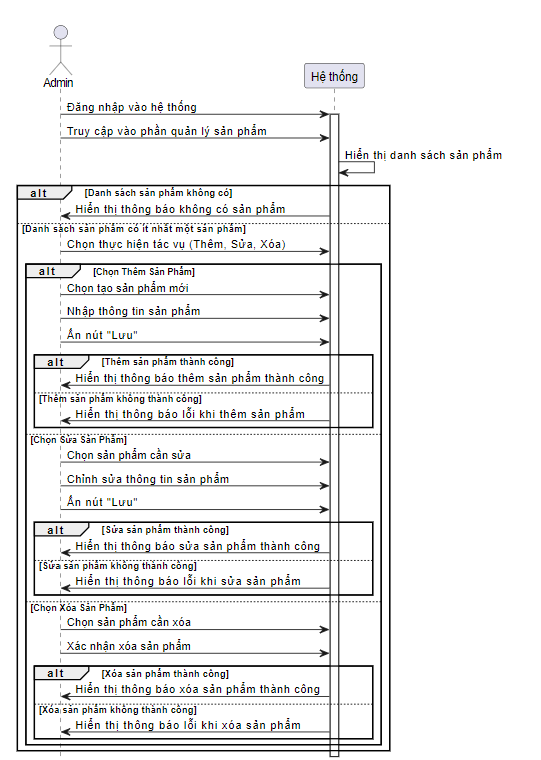 Admin
Hệ thống
Đăng nhập vào hệ thống
Truy cập vào phần quản lý sản phẩm
Hiển thị danh sách sản phẩm
alt [Danh sách sản phẩm không có]
Hiển thị thông báo không có sản phẩm
[Danh sách sản phẩm có ít nhất một sản phẩm]
Chọn thực hiện tác vụ (Thêm, Sửa, Xóa)
alt [Chọn Thêm Sản Phẩm]
Chọn tạo sản phẩm mới
Nhập thông tin sản phẩm
Ấn nút "Lưu"
alt [Thêm sản phẩm thành công]
Hiển thị thông báo thêm sản phẩm thành công
[Thêm sản phẩm không thành công]
Hiển thị thông báo lỗi khi thêm sản phẩm
[Chọn Sửa Sản Phẩm]
Chọn sản phẩm cần sửa
Chỉnh sửa thông tin sản phẩm
Ấn nút "Lưu"
alt [Sửa sản phẩm thành công]
Hiển thị thông báo sửa sản phẩm thành công
[Sửa sản phẩm không thành công]
Hiển thị thông báo lỗi khi sửa sản phẩm
[Chọn Xóa Sản Phẩm]
Chọn sản phẩm cần xóa
Xác nhận xóa sản phẩm
alt [Xóa sản phẩm thành công]
Hiển thị thông báo xóa sản phẩm thành công
[Xóa sản phẩm không thành công]
Hiển thị thông báo lỗi khi xóa sản phẩm